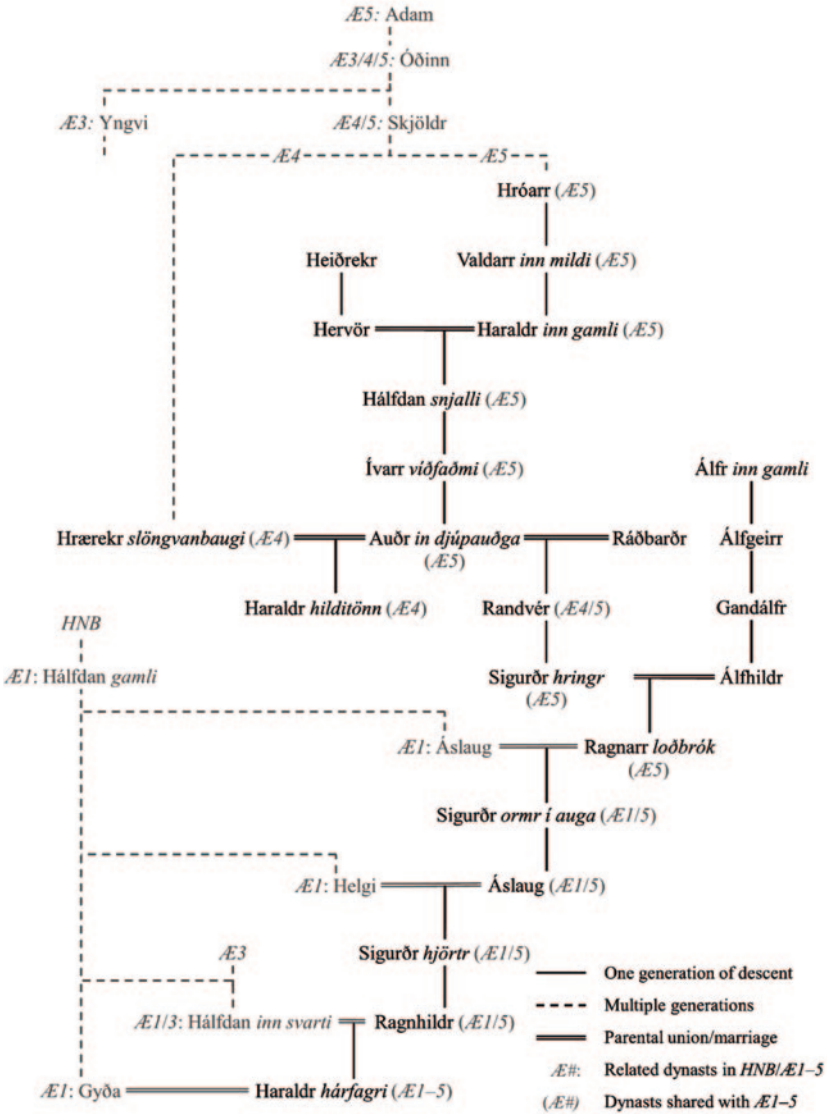 Æ5: Adam
Æ3/4/5: Óðinn
Æ3: Yngvi
Æ4/5: Skjöldr
Æ4
Æ5
Hróarr (Æ5)
Heiðrekr
Valdarr inn mildi (Æ5)
Hervör
Haraldr inn gamli (Æ5)
Hálfdan snjalli (Æ5)
Ívarr víðfaðmi (Æ5)
Álfr inn gamli
Hrærekr slöngvanbaugi (Æ4)
Auðr in djúpauðga
(Æ5)
Ráðbarðr
Álfgeirr
Haraldr hilditönn (Æ4)
Randvér (Æ4/5)
Gandálfr
HNB
Æ1: Hálfdan gamli
Sigurðr hringr
(Æ5)
Álfhildr
Æ1: Áslaug
Ragnarr loðbrók
(Æ5)
Sigurðr ormr í auga (Æ1/5)
Æ1: Helgi
Áslaug (Æ1/5)
Æ3
Sigurðr hjörtr (Æ1/5)
Æ1/3: Hálfdan inn svarti
Ragnhildr (Æ1/5)
Æ1: Gyða
Haraldr hárfagri (Æ1–5)
One generation of descent
Multiple generations
Parental union/marriage
Æ#: Related dynasts in HNB/Æ1–5
(Æ#) Dynasts shared with Æ1–5